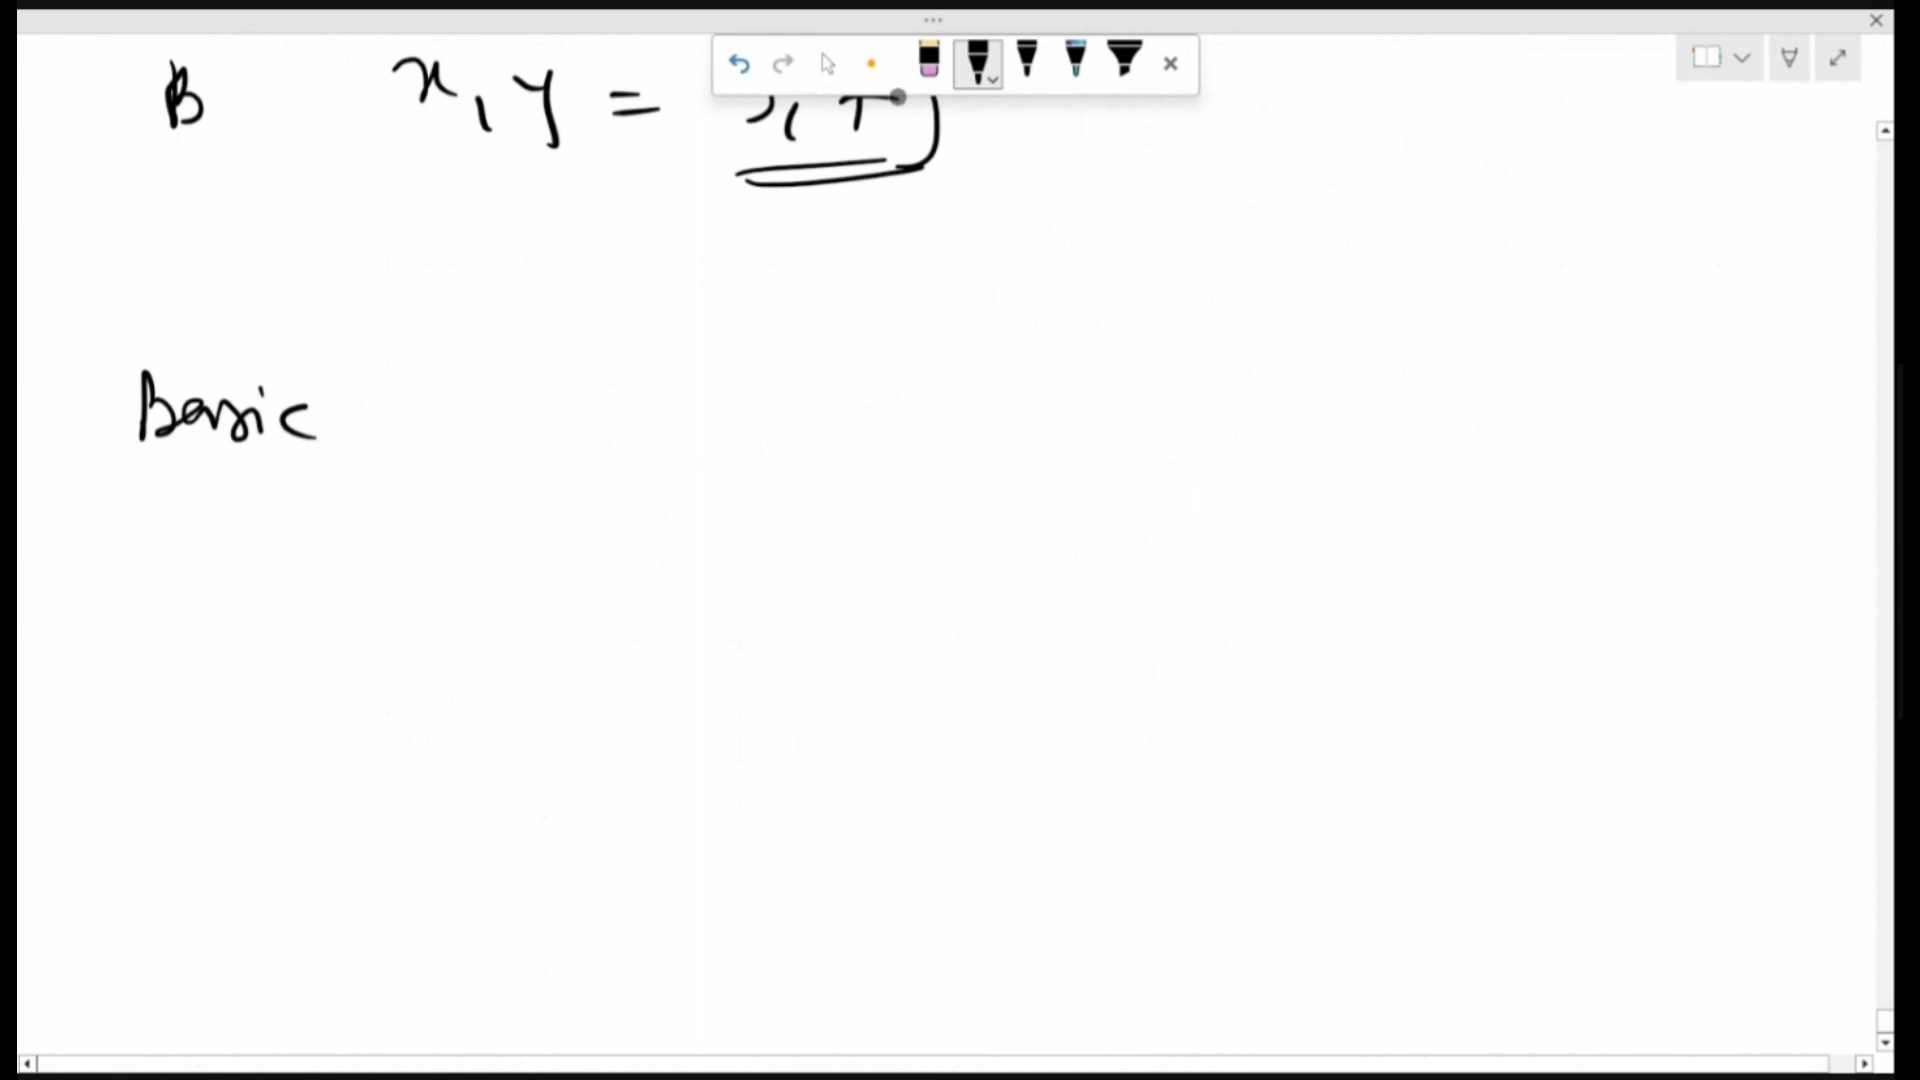 B x, y =
Basic